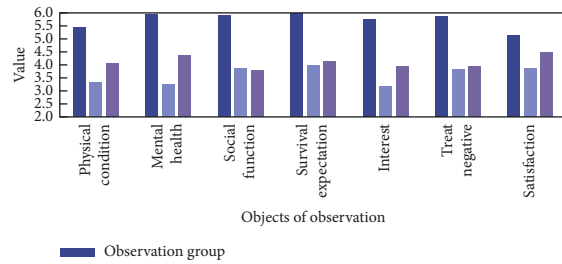 6.0
5.5
5.0
4.5
4.0
3.5
3.0
2.5
2.0
Value
Physical
condition
Mental
health
Social
function
Survival
expectation
Interest
Treat
negative
Satisfaction
Objects of observation
Observation group